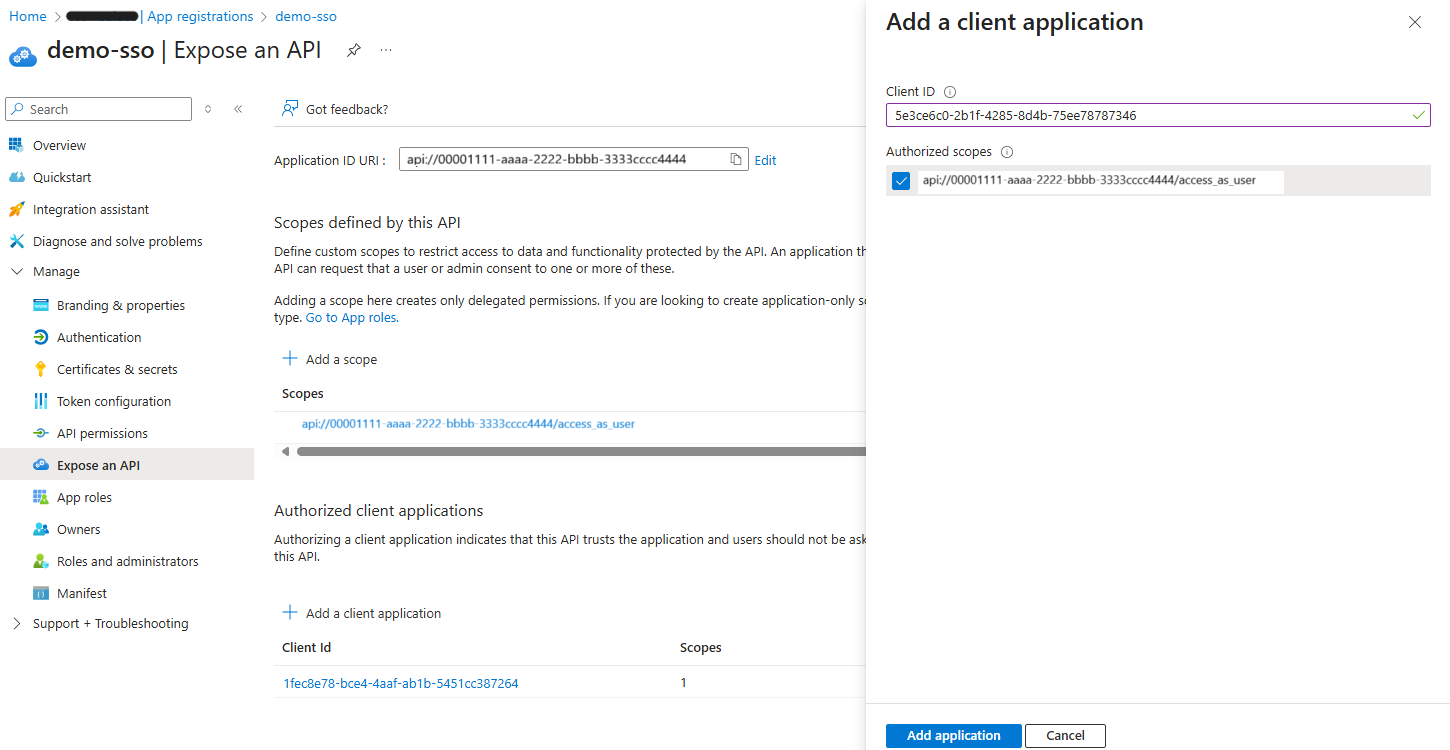 Home > | App registrations > demo-sso
demo-sso | Expose an API
Search
Overview
Quickstart
Integration assistant
Diagnose and solve problems
Manage
Branding & properties
Authentication
Certificates & secrets
Token configuration
API permissions
Expose an API
App roles
Owners
Roles and administrators
Manifest
Support + Troubleshooting
Got feedback?
Application ID URI : api://00001111-aaaa-2222-bbbb-3333cccc4444 Edit
Scopes defined by this API
Define custom scopes to restrict access to data and functionality protected by the API. An application th
API can request that a user or admin consent to one or more of these.
Adding a scope here creates only delegated permissions. If you are looking to create application-only sc
type. Go to App roles.
Add a scope
Scopes
api://00001111-aaaa-2222-bbbb-3333cccc4444/access_as_user
Authorized client applications
Authorizing a client application indicates that this API trusts the application and users should not be ask
this API.
Add a client application
Client Id Scopes
1fec8e78-bce4-4aaf-ab1b-5451cc387264 1
Add a client application
Client ID
5e3ce6c0-2b1f-4285-8d4b-75ee78787346
Authorized scopes
api://00001111-aaaa-2222-bbbb-3333cccc4444/access_as_user
Add application Cancel